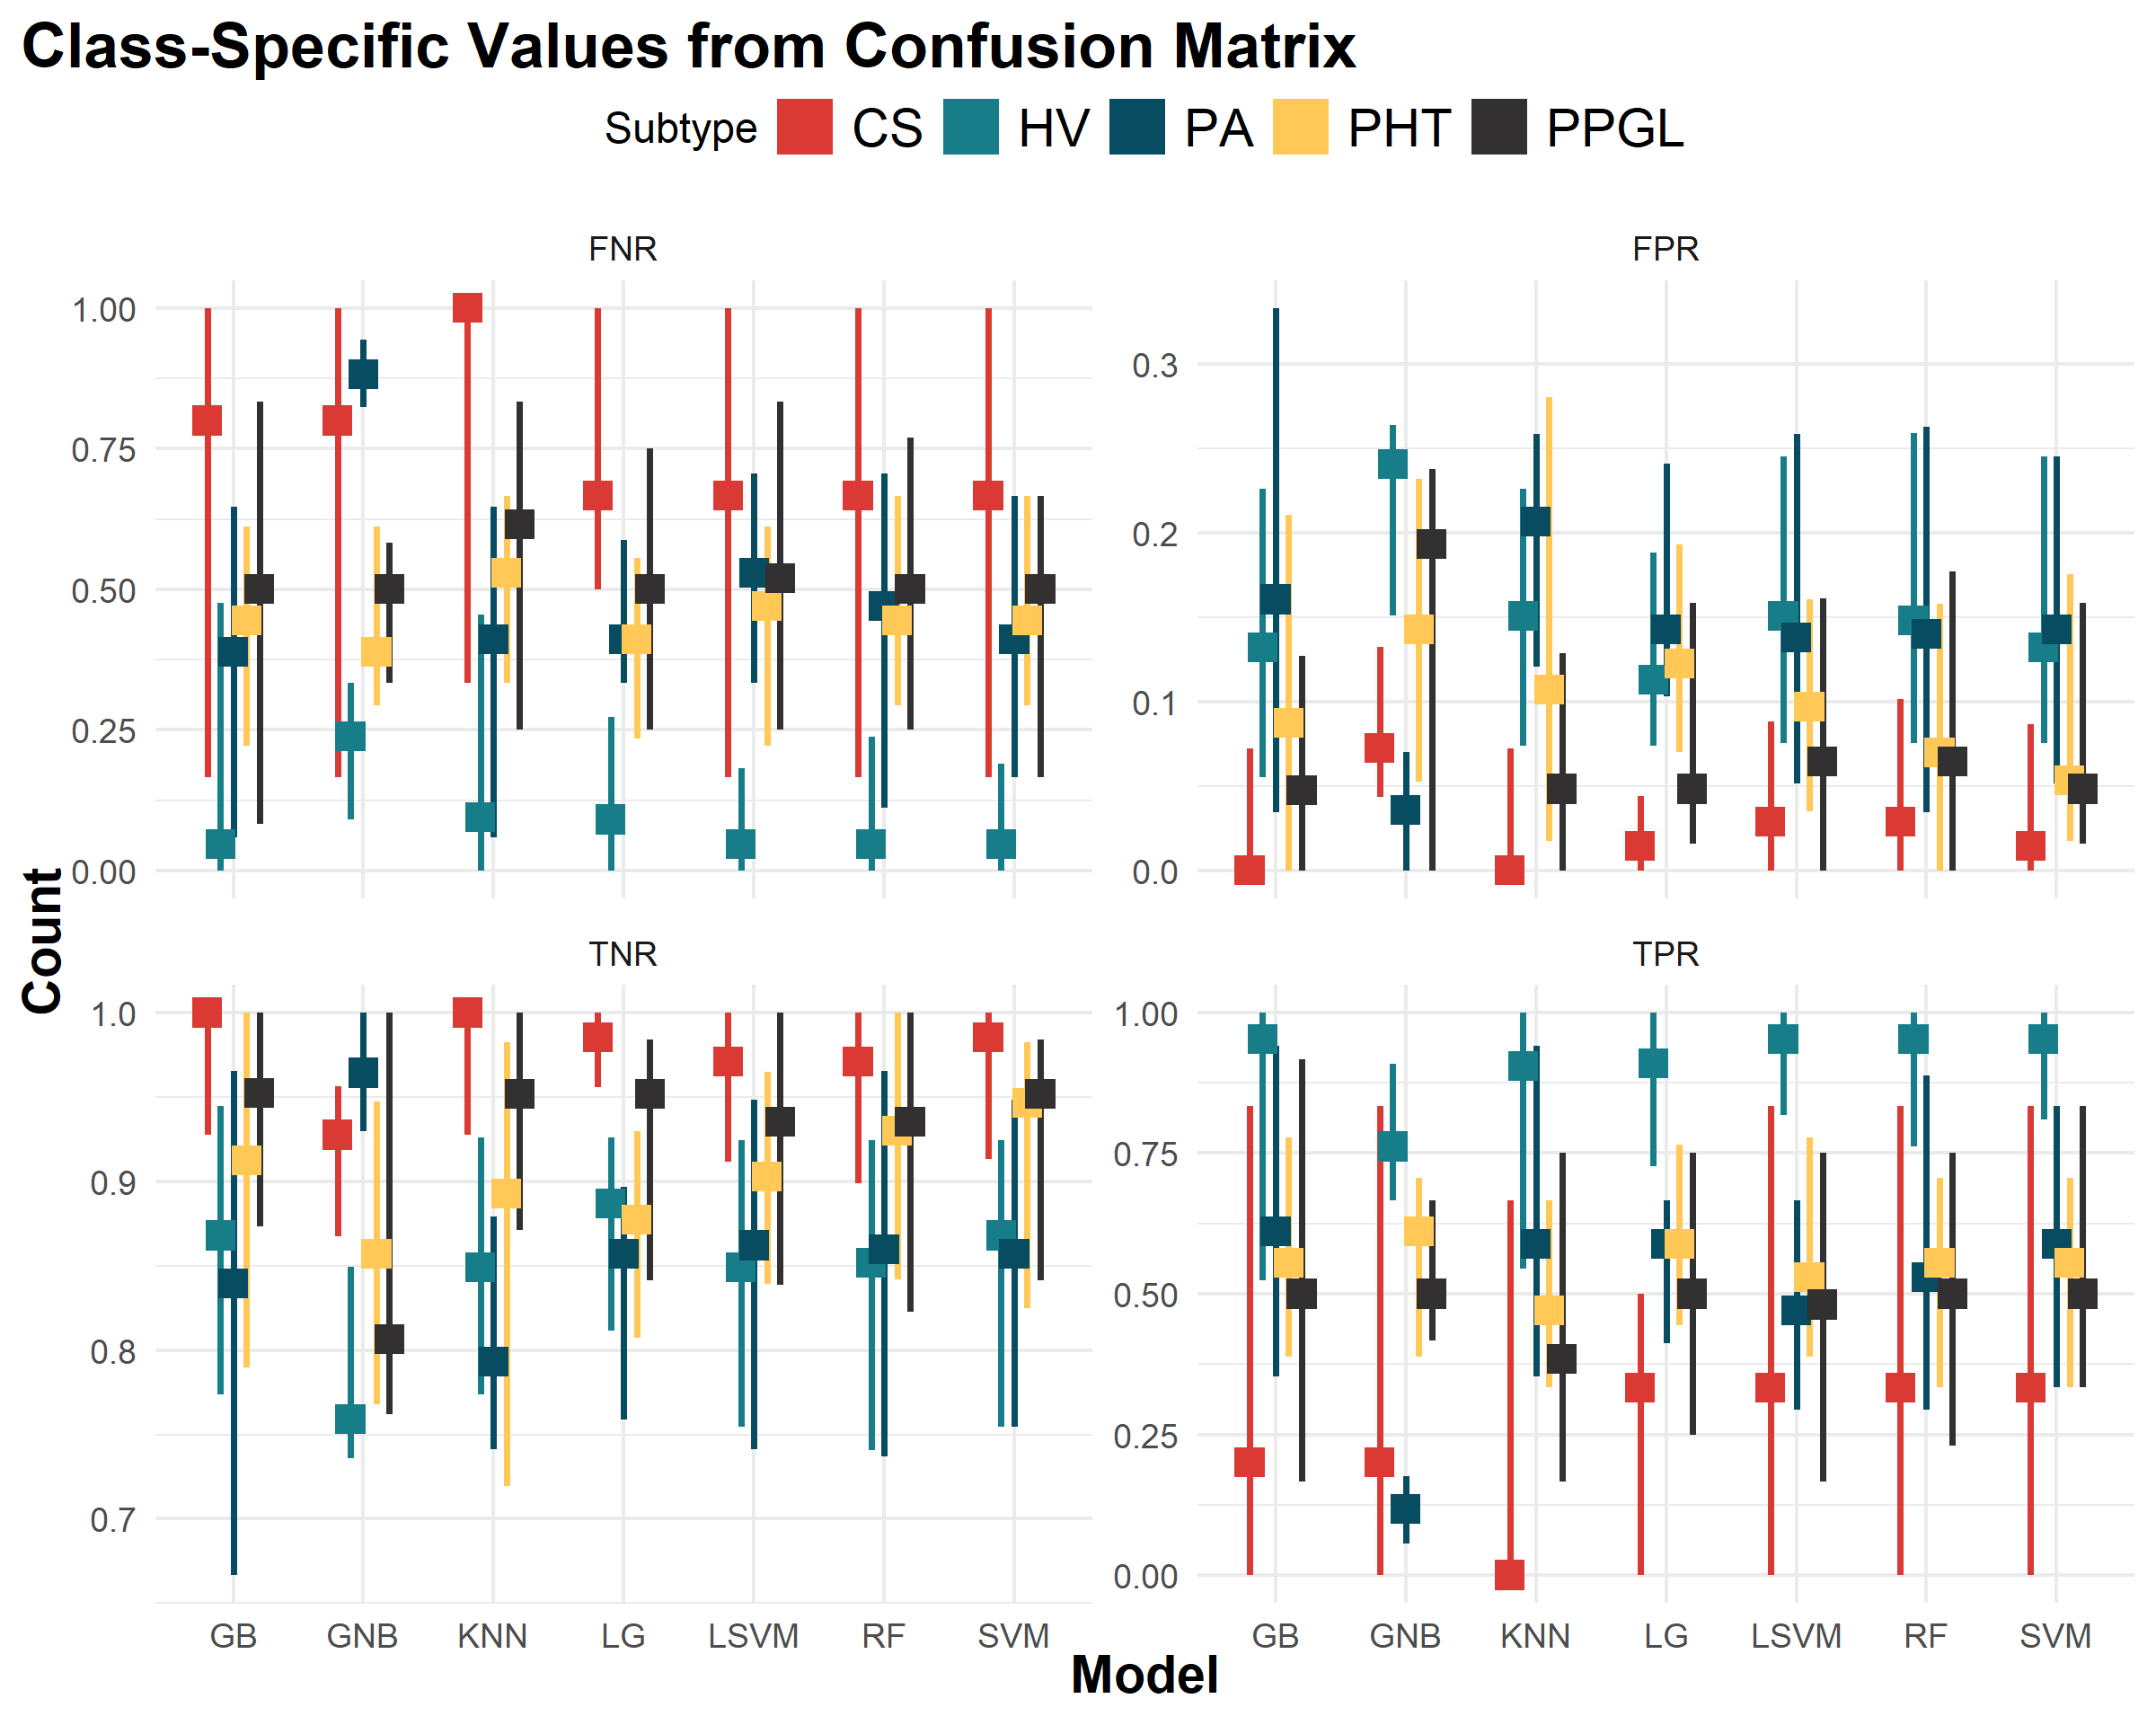 Class-Specific Values from Confusion Matrix
Subtype CS HV PA PHT PPGL
FNR FPR
1.00
0.75
0.50
0.25
0.00
0.3
0.2
0.1
0.0
Count
TNR TPR
1.0
0.9
0.8
0.7
1.00
0.75
0.50
0.25
0.00
GB GNB KNN LG LSVM RF SVM
GB GNB KNN LG LSVM RF SVM
Model